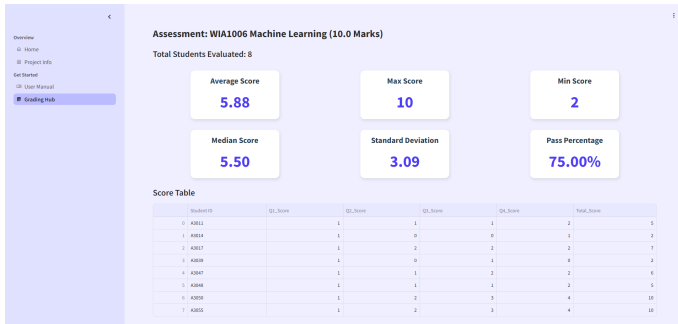 Overview
Home
Project Info
Get Started
User Manual
Grading Hub
Assessment: WIA1006 Machine Learning (10.0 Marks)
Total Students Evaluated: 8
Average Score
5.88
Max Score
10
Min Score
2
Median Score
5.50
Standard Deviation
3.09
Pass Percentage
75.00%
Score Table
Student ID Q1_Score Q2_Score Q3_Score Q4_Score Total_Score
0 A3011 1 1 1 2 5
1 A3014 1 0 0 1 2
2 A3017 1 2 2 2 7
3 A3039 1 0 1 0 2
4 A3047 1 1 2 2 6
5 A3048 1 1 1 2 5
6 A3050 1 2 3 4 10
7 A3055 1 2 3 4 10